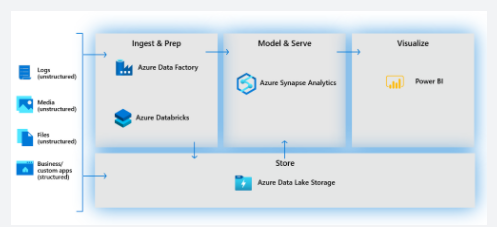 Ingest & Prep
Model & Serve
Visualize
Logs
(unstructured)
Azure Data Factory
Azure Synapse Analytics
Power BI
Media
(unstructured)
Azure Databricks
Files
(unstructured)
Business/
custom apps
(structured)
Store
Azure Data Lake Storage